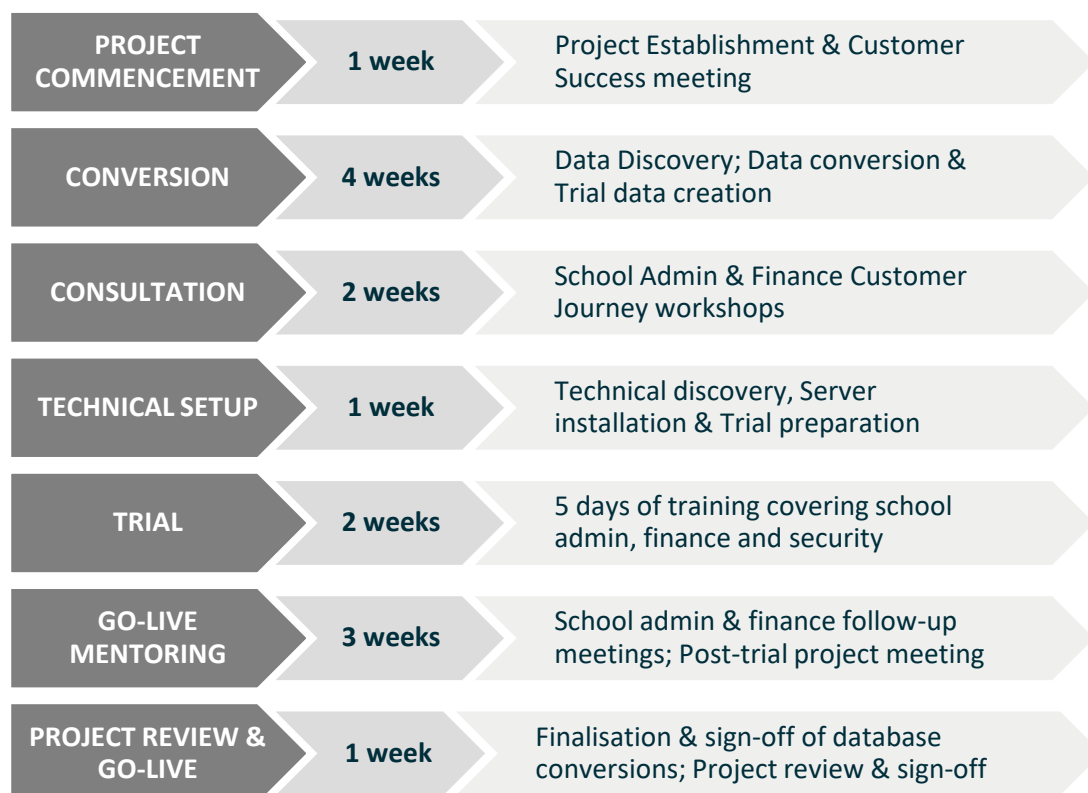 PROJECT
COMMENCEMENT
1 week
Project Establishment & Customer
Success meeting
CONVERSION
4 weeks
Data Discovery; Data conversion &
Trial data creation
CONSULTATION
2 weeks
School Admin & Finance Customer
Journey workshops
TECHNICAL SETUP
1 week
Technical discovery, Server
installation & Trial preparation
TRIAL
2 weeks
5 days of training covering school
admin, finance and security
GO-LIVE
MENTORING
3 weeks
School admin & finance follow-up
meetings; Post-trial project meeting
PROJECT REVIEW &
GO-LIVE
1 week
Finalisation & sign-off of database
conversions; Project review & sign-off